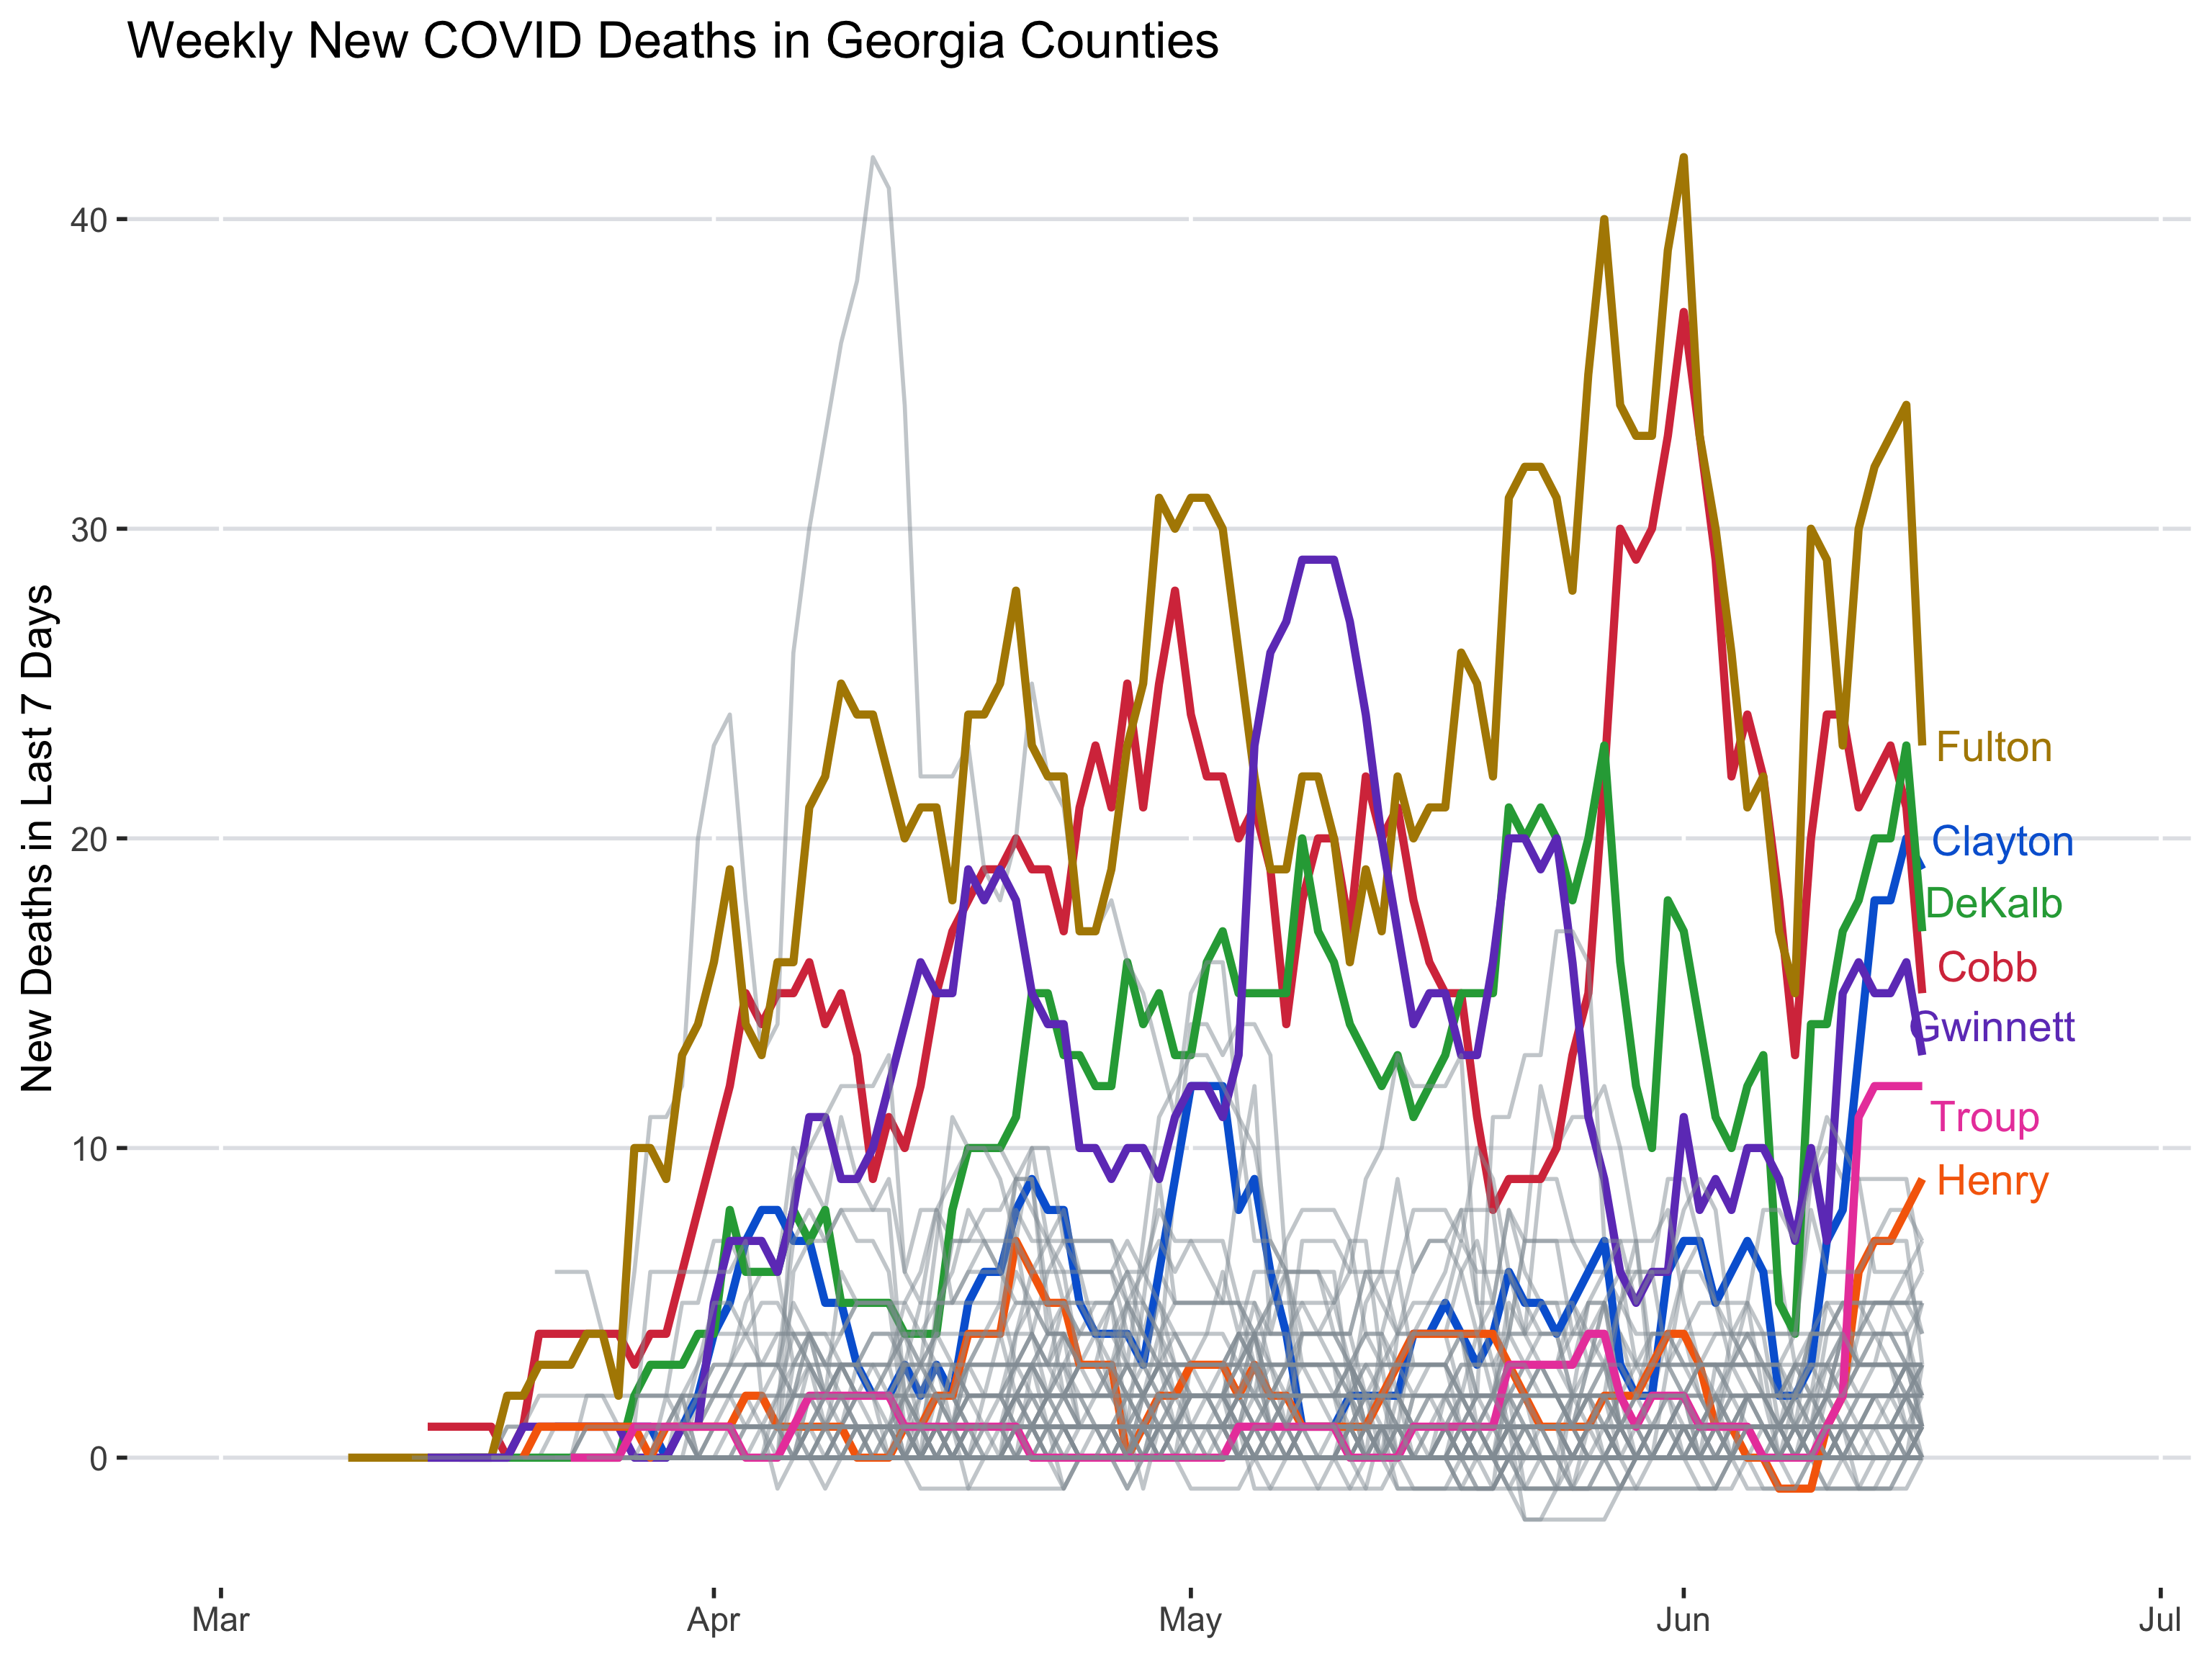 Weekly New COVID Deaths in Georgia Counties
New Deaths in Last 7 Days
40
30
20
10
0
Fulton
Clayton
DeKalb
Cobb
Gwinnett
Troup
Henry
Mar Apr May Jun Jul